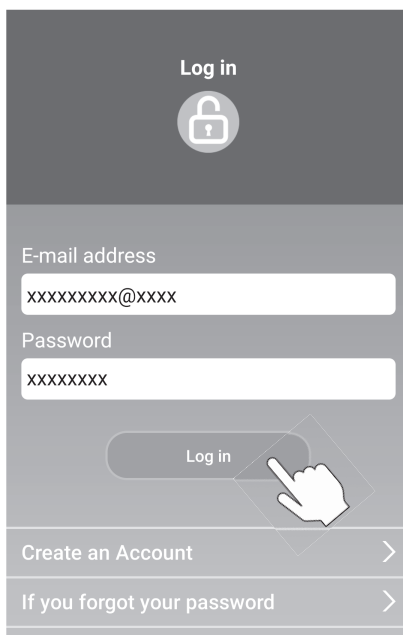 Log in
E-mail address
xxxxxxxxx@xxxx
Password
xxxxxxxx
Log in
Create an Account
If you forgot your password